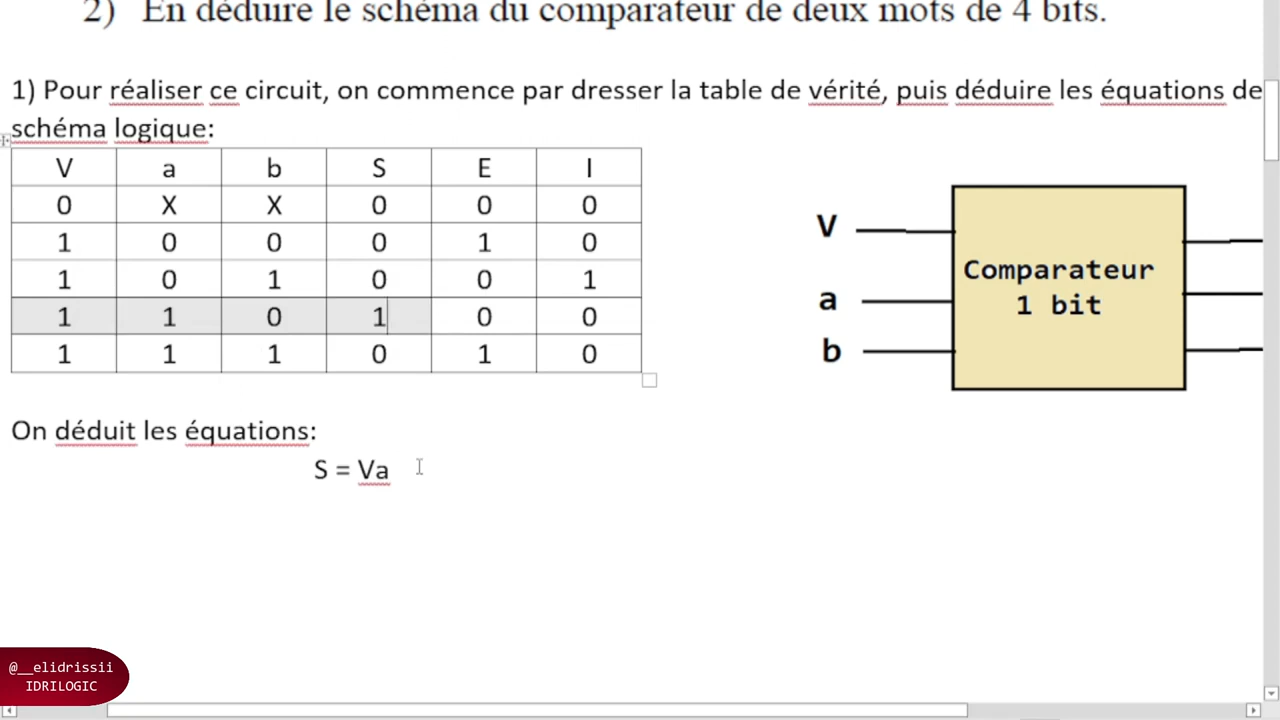 2) En déduire le schéma du comparateur de deux mots de 4 bits.
1) Pour réaliser ce circuit, on commence par dresser la table de vérité, puis déduire les équations de
schéma logique:
V a b S E I
0 X X 0 0 0
1 0 0 0 1 0
1 0 1 0 0 1
1 1 0 1 0 0
1 1 1 0 1 0
V
a
b
Comparateur
1 bit
On déduit les équations:
S = Va
@__elidrissii
IDRILOGIC